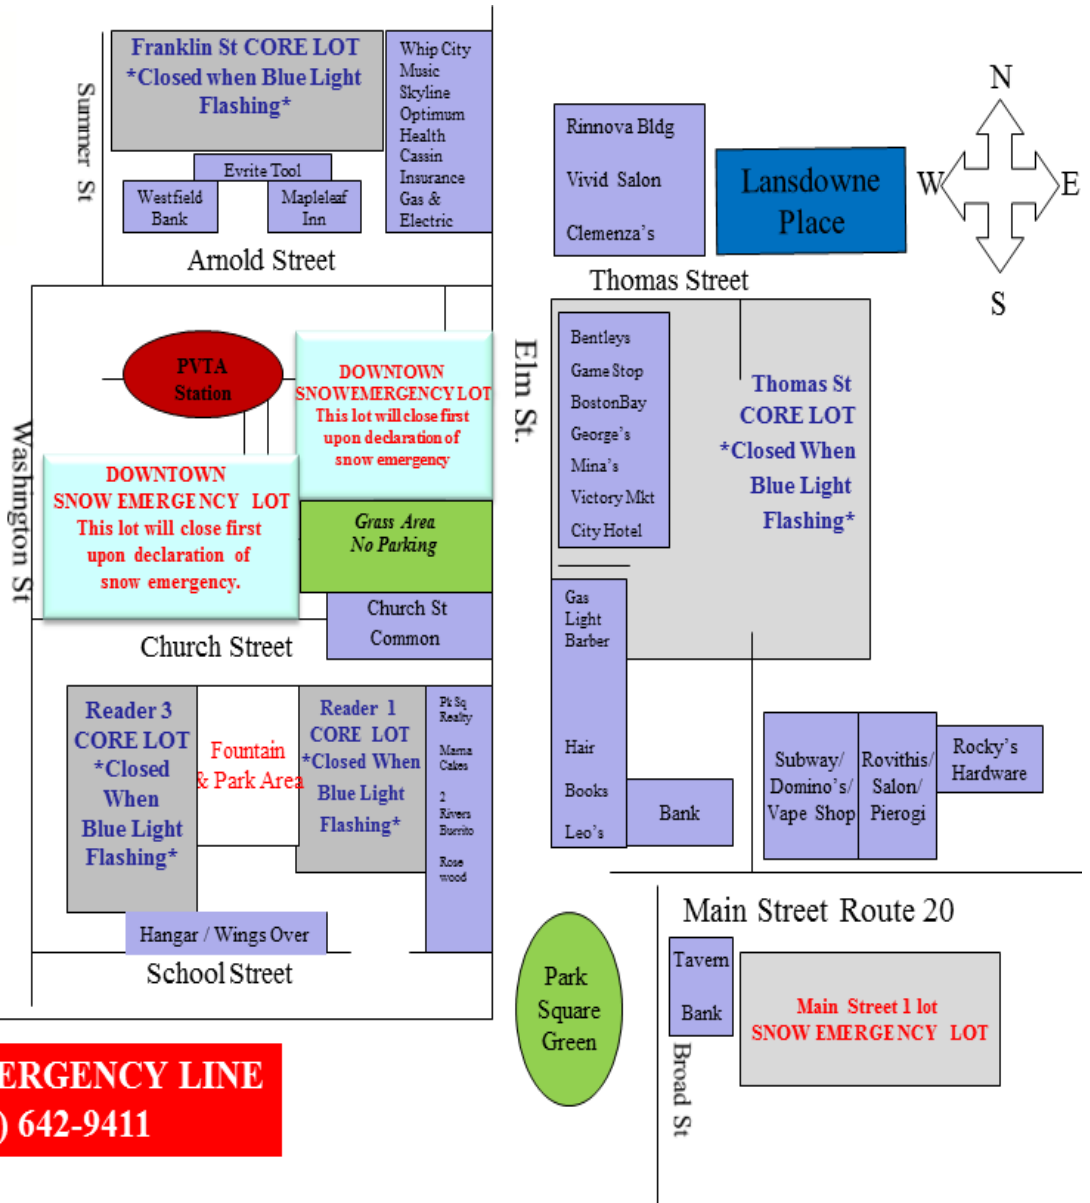 Franklin St CORE LOT
*Closed when Blue Light
Flashing*
Whip City
Music
Skyline
Optimum
Health
Cassin
Insurance
Gas &
Electric
Summer St
Evrite Tool
Westfield
Bank
Mapleleaf
Inn
Arnold Street
Rinnova Bldg
Vivid Salon
Clemenza's
Lansdowne
Place
N
W
E
S
Thomas Street
PVTA
Station
DOWNTOWN
SNOW EMERGENCY LOT
This lot will close first
upon declaration of
snow emergency
Elm St.
Bentleys
Game Stop
BostonBay
George's
Mina's
Victory Mkt
City Hotel
Thomas St
CORE LOT
*Closed When
Blue Light
Flashing*
Washington St
DOWNTOWN
SNOW EMERGENCY LOT
This lot will close first
upon declaration of
snow emergency.
Grass Area
No Parking
Church St
Common
Church Street
Gas
Light
Barber
Hair
Books
Leo's
Bank
Reader 3
CORE LOT
*Closed
When
Blue Light
Flashing*
Fountain
& Park Area
Reader 1
CORE LOT
*Closed When
Blue Light
Flashing*
Pk Sq
Realty
Mama
Cakes
2
Rivers
Burrito
Rose
wood
Subway/
Domino's/
Vape Shop
Rovithis/
Salon/
Pierogi
Rocky's
Hardware
Hangar / Wings Over
School Street
Main Street Route 20
Park
Square
Green
Tavern
Bank
Main Street 1 lot
SNOW EMERGENCY LOT
Broad St
ERGENCY LINE
) 642-9411